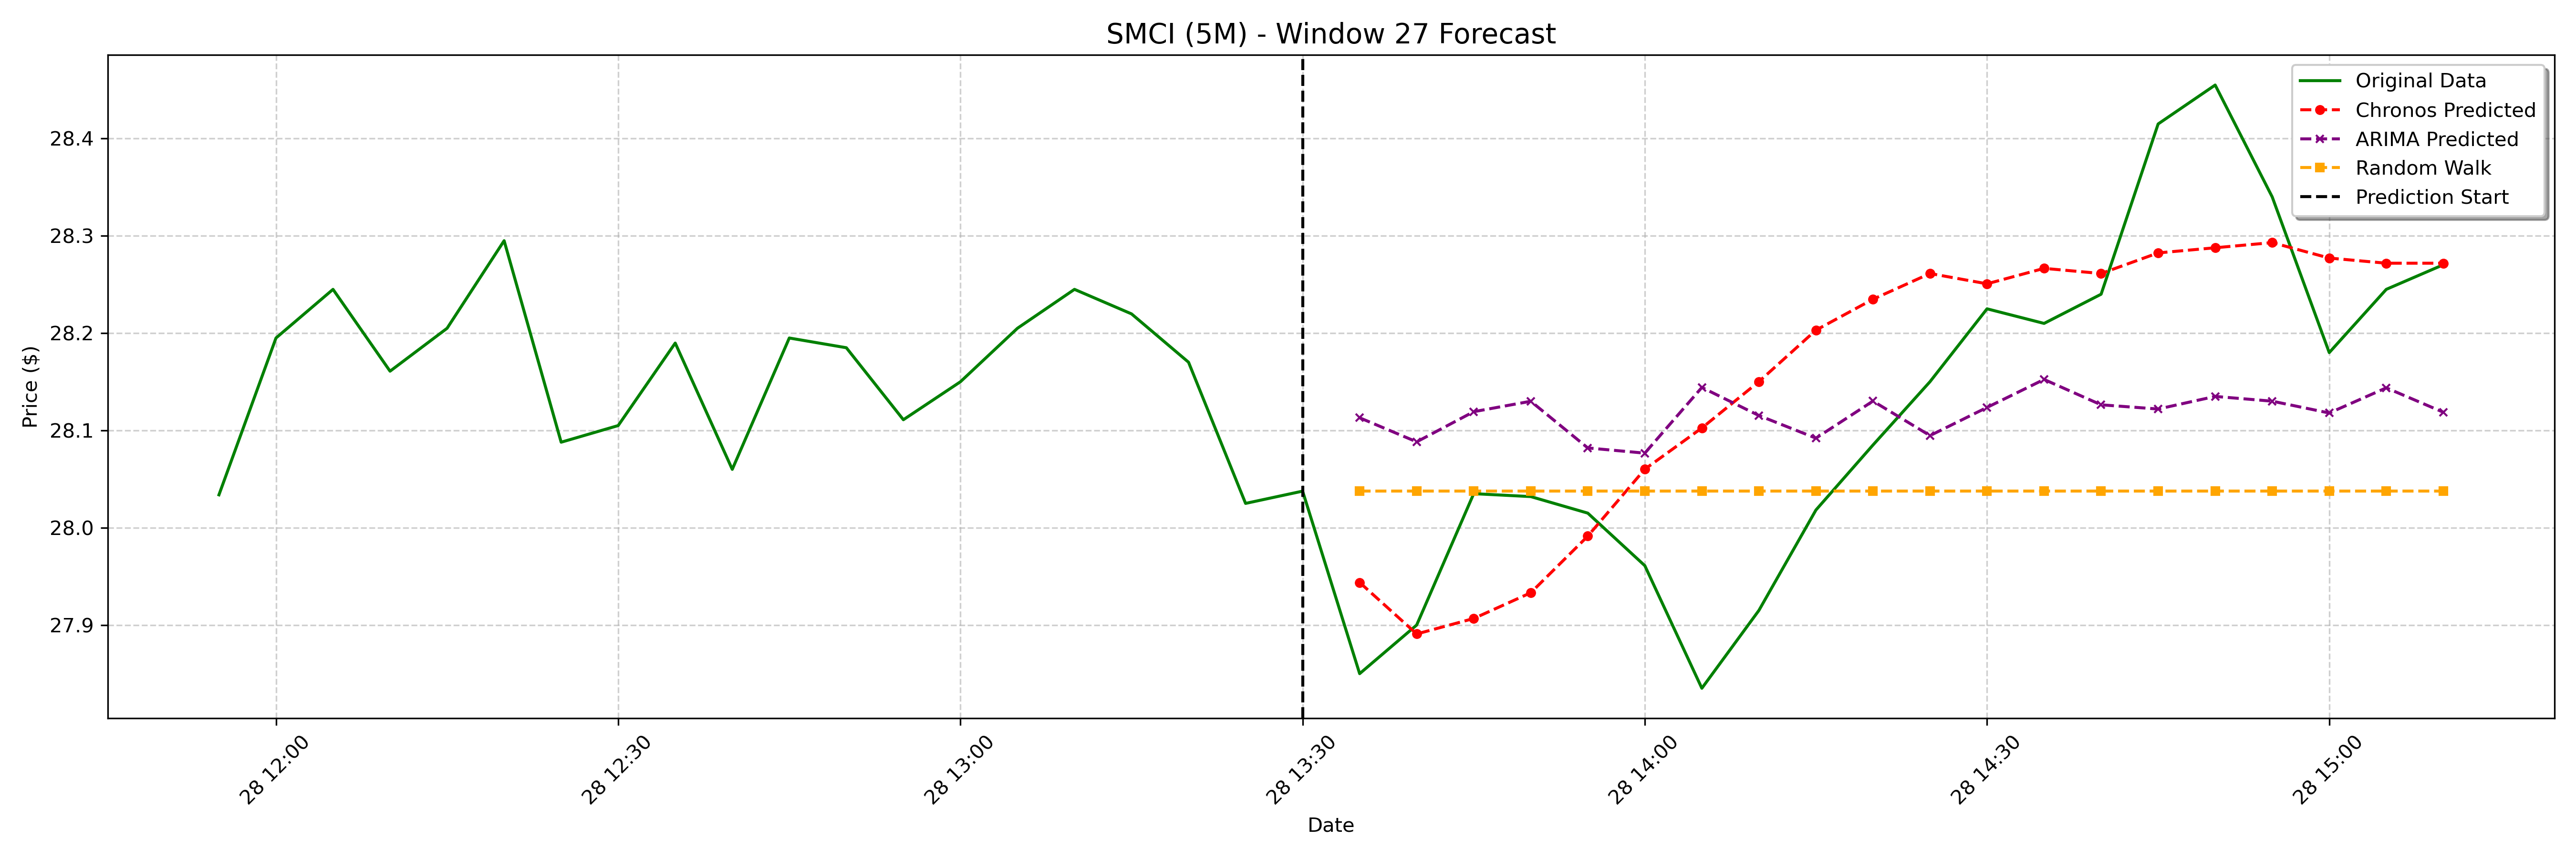 SMCI (5M) - Window 27 Forecast
Original Data
Chronos Predicted
ARIMA Predicted
Random Walk
Prediction Start
Price ($)
28.4
28.3
28.2
28.1
28.0
27.9
28 12:00
28 12:30
28 13:00
28 13:30
28 14:00
28 14:30
28 15:00
Date